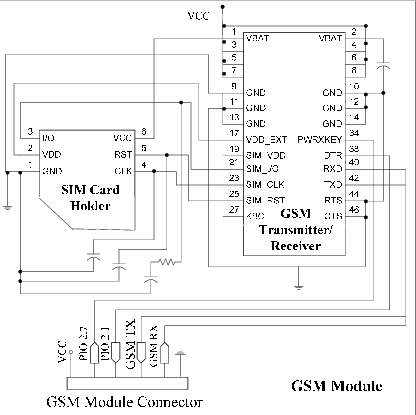 VCC
1 VBAT VBAT 2
3 4
5 6
7 8
9 GND GND 10
11 GND GND 12
13 GND GND 14
17 VDD_EXT PWRXKEY 34
19 SIM_VDD DTR 38
21 SIM_I/O RXD 40
23 SIM_CLK TXD 42
25 SIM_RST RTS 44
27 CTS 46
GSM
Transmitter/
Receiver
3 I/O VCC 6
2 VDD RST 5
1 GND CLK 4
SIM Card
Holder
VCC
PIO 2.7
PIO 2.1
GSM TX
GSM RX
GSM Module Connector
GSM Module